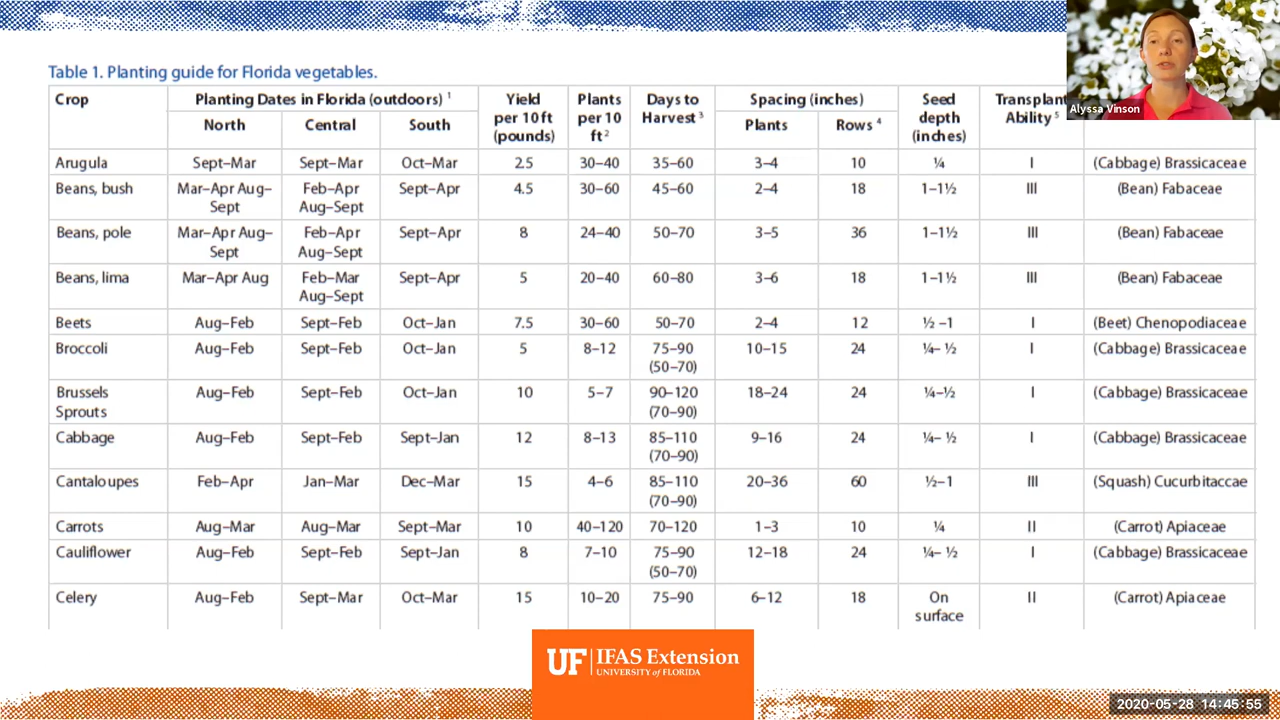 Alyssa Vinson
Table 1. Planting guide for Florida vegetables.
Crop Planting Dates in Florida (outdoors) 1 Yield per 10 ft (pounds) Plants per 10 ft 2 Days to Harvest 3 Spacing (inches) Seed depth (inches) Transplant Ability 5
North Central South Plants Rows 4
Arugula Sept–Mar Sept–Mar Oct–Mar 2.5 30–40 35–60 3–4 10 ¼ I (Cabbage) Brassicaceae
Beans, bush Mar–Apr Aug–Sept Feb–Apr Aug–Sept Sept–Apr 4.5 30–60 45–60 2–4 18 1–1½ III (Bean) Fabaceae
Beans, pole Mar–Apr Aug–Sept Feb–Apr Aug–Sept Sept–Apr 8 24–40 50–70 3–5 36 1–1½ III (Bean) Fabaceae
Beans, lima Mar–Apr Aug Feb–Mar Aug–Sept Sept–Apr 5 20–40 60–80 3–6 18 1–1½ III (Bean) Fabaceae
Beets Aug–Feb Sept–Feb Oct–Jan 7.5 30–60 50–70 2–4 12 ½ –1 I (Beet) Chenopodiaceae
Broccoli Aug–Feb Sept–Feb Oct–Jan 5 8–12 75–90 (50–70) 10–15 24 ¼– ½ I (Cabbage) Brassicaceae
Brussels Sprouts Aug–Feb Sept–Feb Oct–Jan 10 5–7 90–120 (70–90) 18–24 24 ¼–½ I (Cabbage) Brassicaceae
Cabbage Aug–Feb Sept–Feb Sept–Jan 12 8–13 85–110 (70–90) 9–16 24 ¼– ½ I (Cabbage) Brassicaceae
Cantaloupes Feb–Apr Jan–Mar Dec–Mar 15 4–6 85–110 (70–90) 20–36 60 ½–1 III (Squash) Cucurbitaccae
Carrots Aug–Mar Aug–Mar Sept–Mar 10 40–120 70–120 1–3 10 ¼ II (Carrot) Apiaceae
Cauliflower Aug–Feb Sept–Feb Sept–Jan 8 7–10 75–90 (50–70) 12–18 24 ¼– ½ I (Cabbage) Brassicaceae
Celery Aug–Feb Sept–Mar Oct–Mar 15 10–20 75–90 6–12 18 On surface II (Carrot) Apiaceae
UF IFAS Extension
UNIVERSITY of FLORIDA
2020-05-28 14:45:55